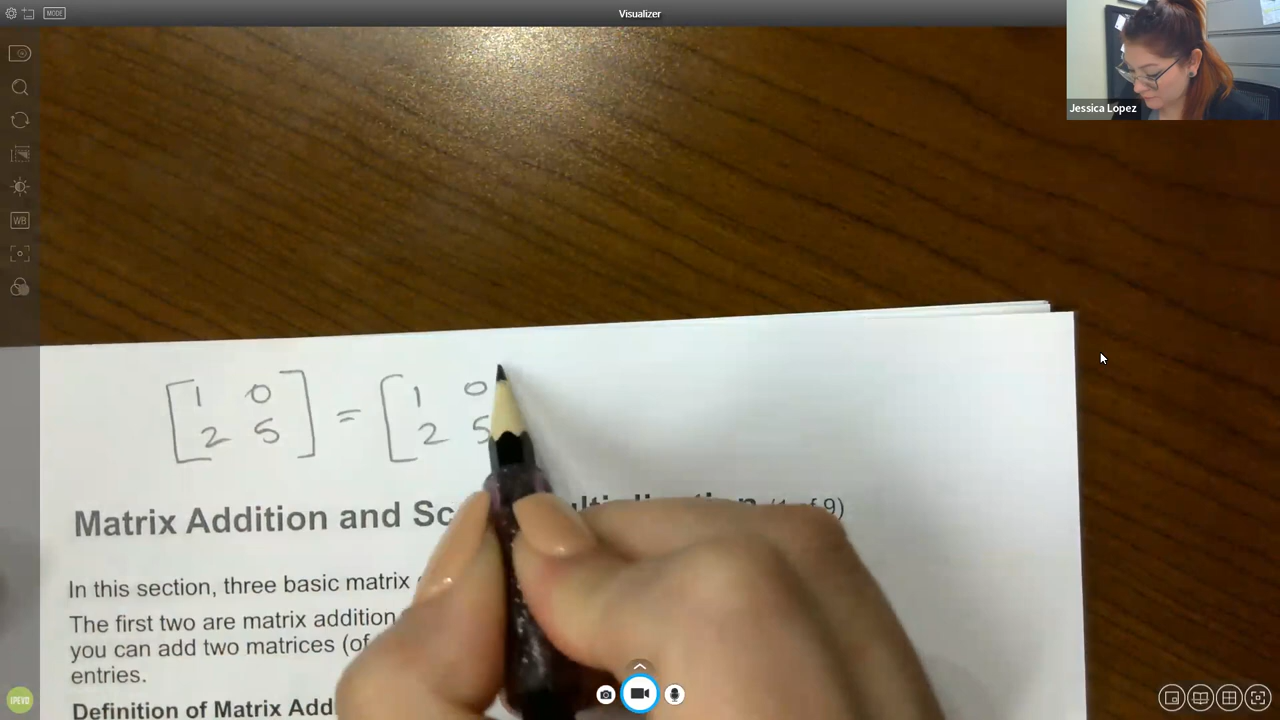 MODE
Visualizer
Jessica Lopez
WB
1 0
2 5
=
1 0
2 5
Matrix Addition and (1 of 9)
In this section, three basic matrix
The first two are matrix addition
you can add two matrices (of
entries.
Definition of Matrix
IPEVO